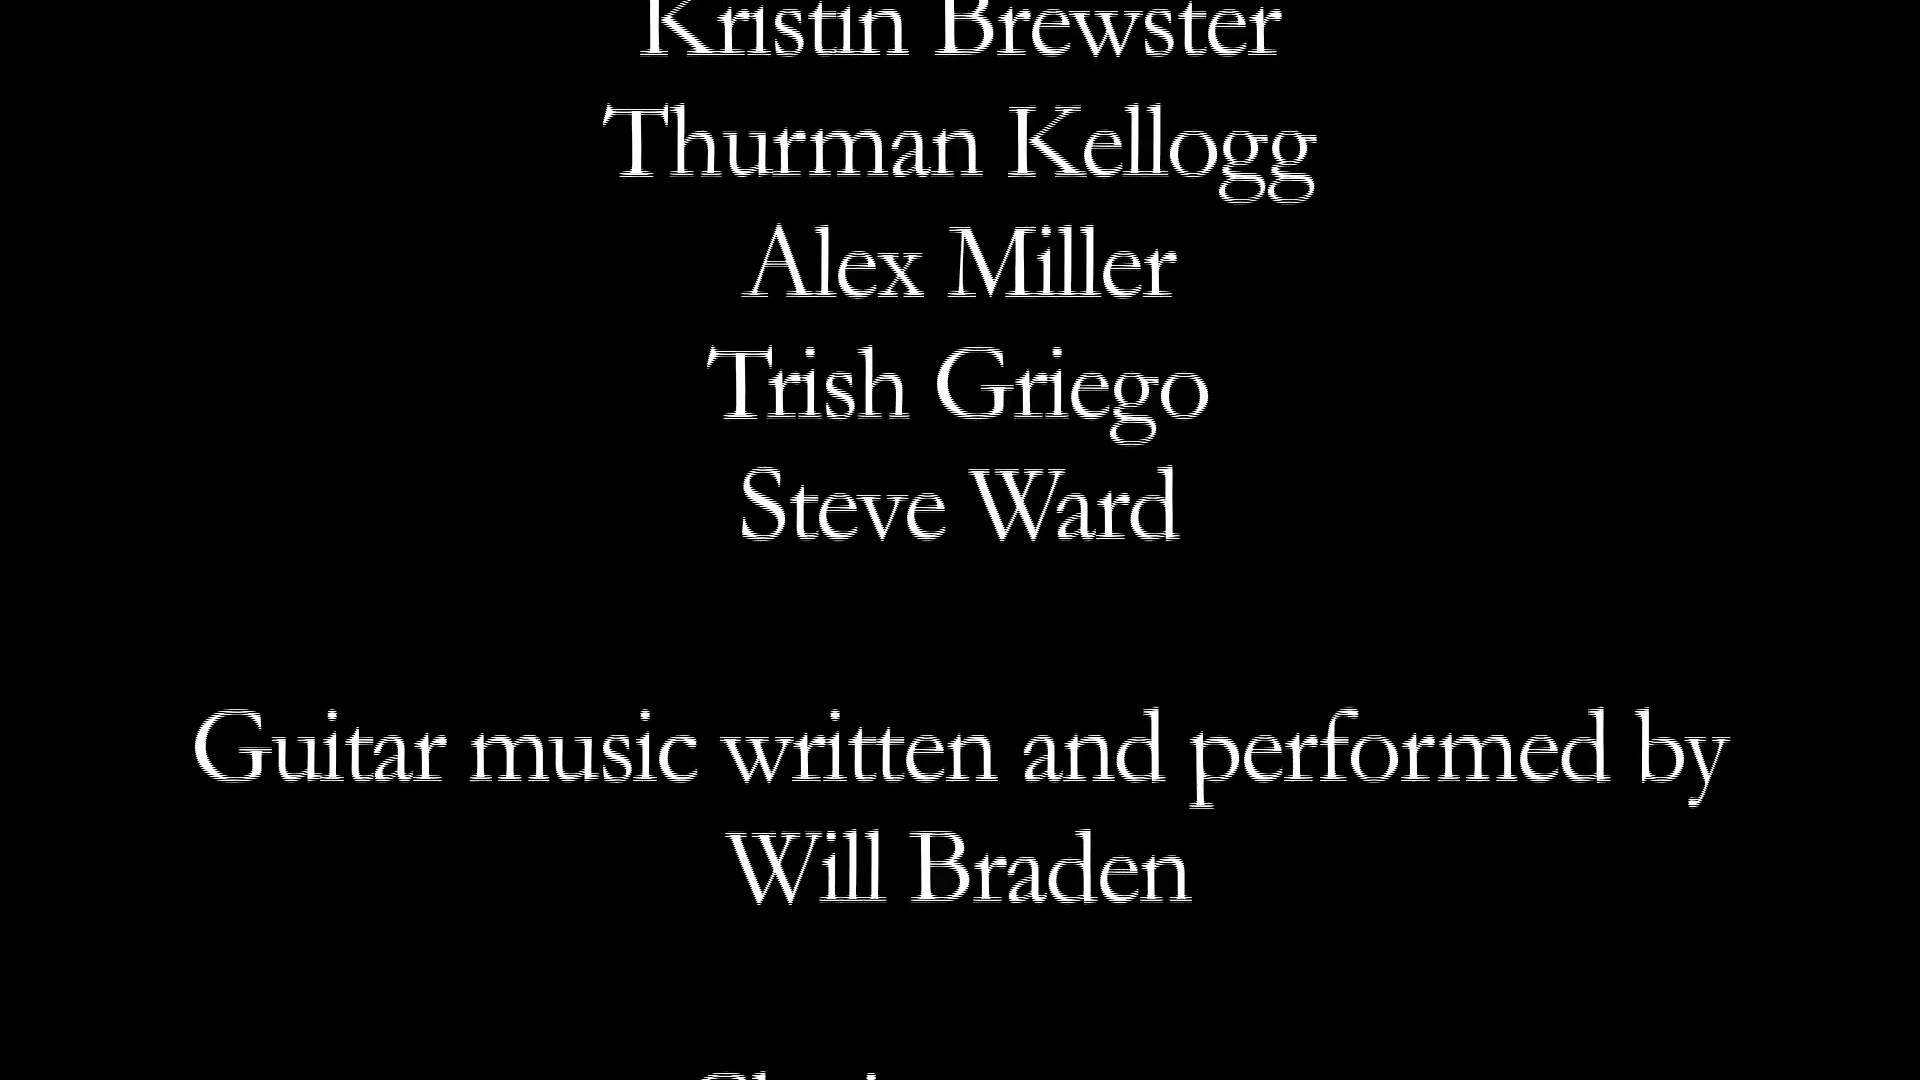 Kristin Brewster
Thurman Kellogg
Alex Miller
Trish Griego
Steve Ward
Guitar music written and performed by
Will Braden